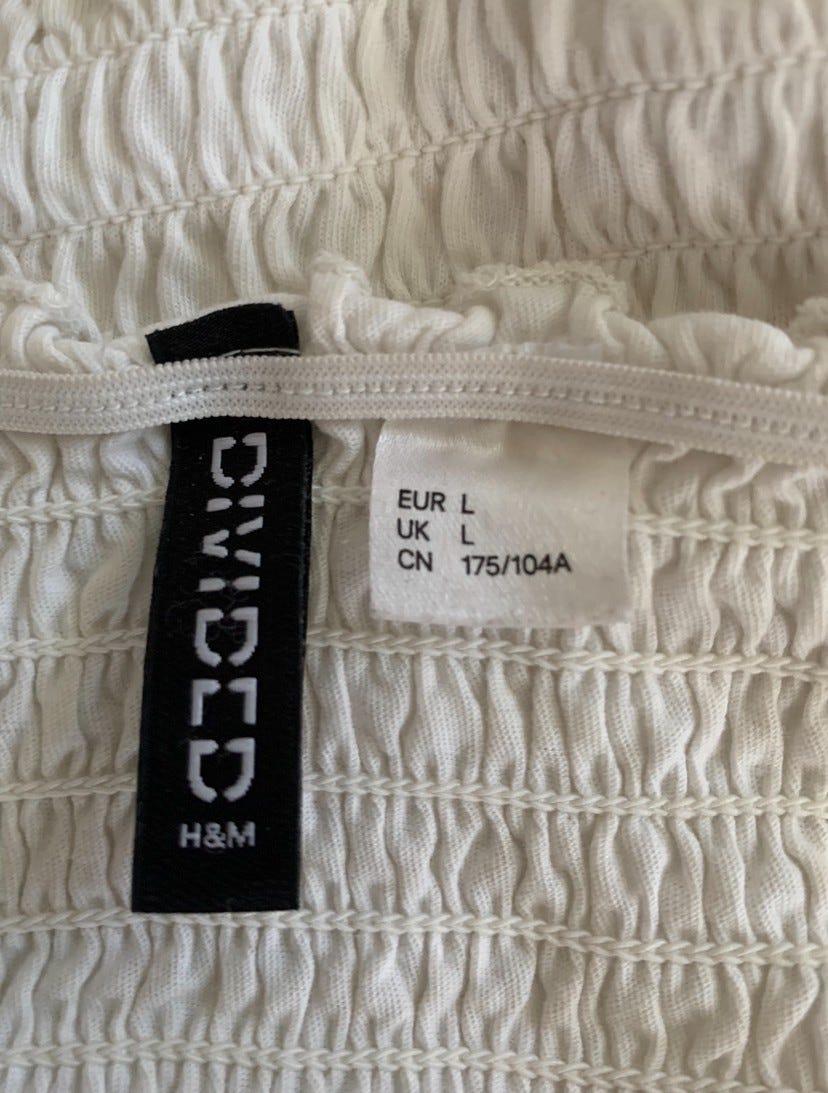 DIVIDED
H&M
EUR L
UK L
CN 175/104A